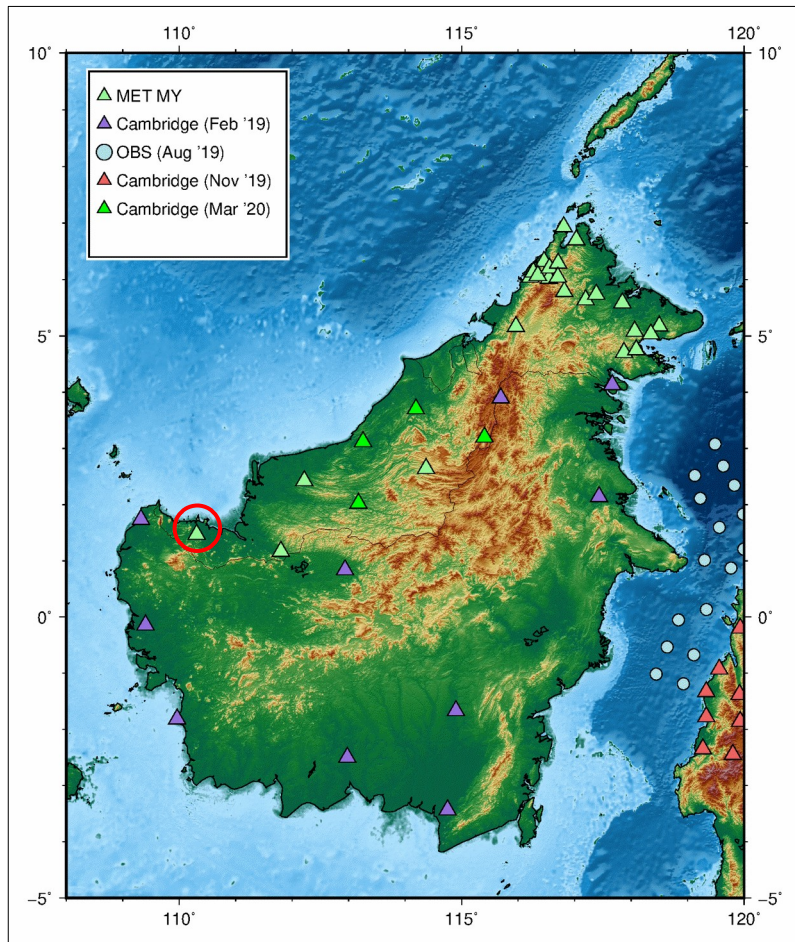 110˚ 115˚ 120˚
10˚ 10˚
MET MY
Cambridge (Feb '19)
OBS (Aug '19)
Cambridge (Nov '19)
Cambridge (Mar '20)
5˚ 5˚
0˚ 0˚
−5˚ −5˚
110˚ 115˚ 120˚